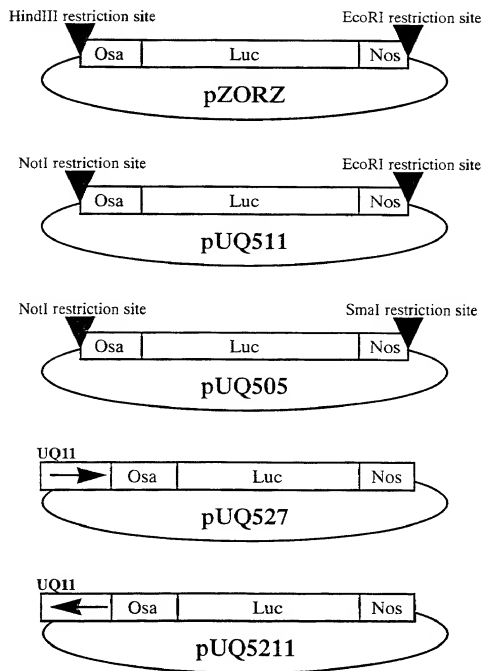 HindIII restriction site EcoRI restriction site
Osa Luc Nos
pZORZ
NotI restriction site EcoRI restriction site
Osa Luc Nos
pUQ511
NotI restriction site SmaI restriction site
Osa Luc Nos
pUQ505
UQ11
Osa Luc Nos
pUQ527
UQ11
Osa Luc Nos
pUQ5211